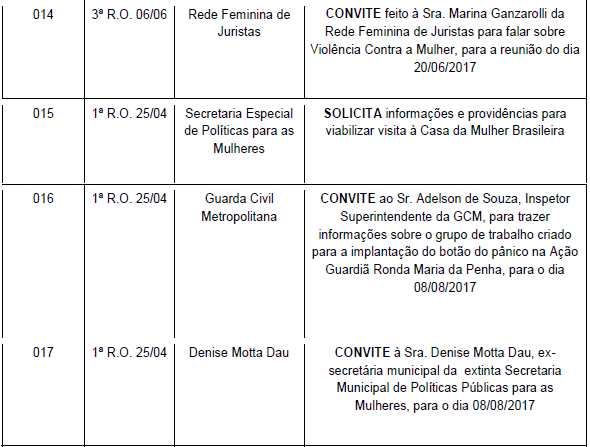 014 3ª R.O. 06/06 Rede Feminina de CONVITE feito à Sra. Marina Ganzarolli da
Juristas Rede Feminina de Juristas para falar sobre
Violência Contra a Mulher, para a reunião do dia
20/06/2017
015 1ª R.O. 25/04 Secretaria Especial SOLICITA informações e providências para
de Políticas para as viabilizar visita à Casa da Mulher Brasileira
Mulheres
016 1ª R.O. 25/04 Guarda Civil CONVITE ao Sr. Adelson de Souza, Inspetor
Metropolitana Superintendente da GCM, para trazer
informações sobre o grupo de trabalho criado
para a implantação do botão do pânico na Ação
Guardiã Ronda Maria da Penha, para o dia
08/08/2017
017 1ª R.O. 25/04 Denise Motta Dau CONVITE à Sra. Denise Motta Dau, ex-
secretária municipal da extinta Secretaria
Municipal de Políticas Públicas para as
Mulheres, para o dia 08/08/2017